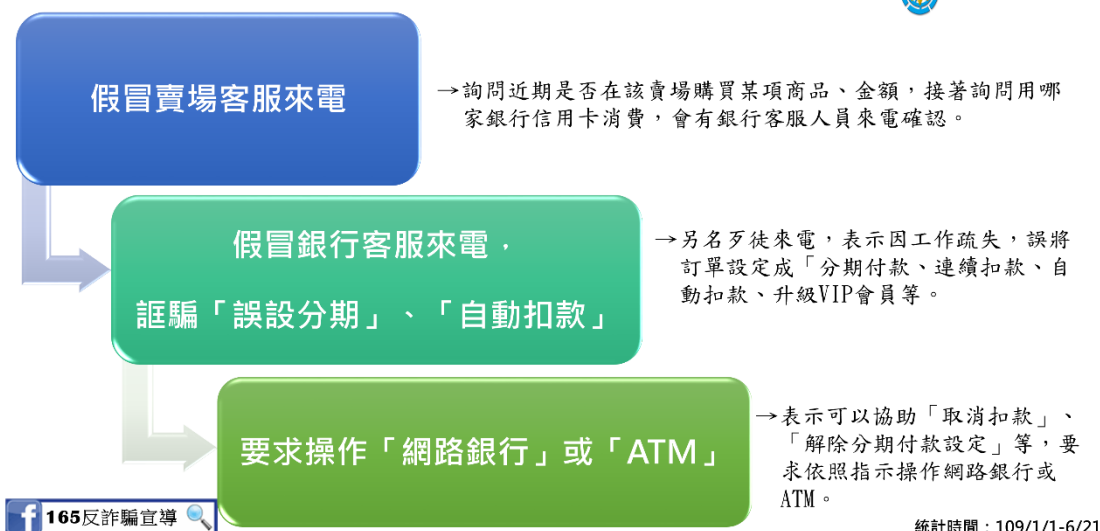 假冒賣場客服來電
→詢問近期是否在該賣場購買某項商品、金額，接著詢問用哪
家銀行信用卡消費，會有銀行客服人員來電確認。
假冒銀行客服來電，
誆騙「誤設分期」、「自動扣款」
→另名歹徒來電，表示因工作疏失，誤將
訂單設定成「分期付款、連續扣款、自
動扣款、升級VIP會員等。
要求操作「網路銀行」或「ATM」
→表示可以協助「取消扣款」、
「解除分期付款設定」等，要
求依照指示操作網路銀行或
ATM。
165反詐騙宣導
統計時間：109/1/1-6/21